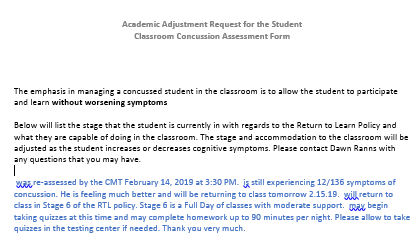 Academic Adjustment Request for the Student
Classroom Concussion Assessment Form
The emphasis in managing a concussed student in the classroom is to allow the student to participate
and learn without worsening symptoms
Below will list the stage that the student is currently in with regards to the Return to Learn Policy and
what they are capable of doing in the classroom. The stage and accommodation to the classroom will be
adjusted as the student increases or decreases cognitive symptoms. Please contact Dawn Ranns with
any questions that you may have.
was re-assessed by the CMT February 14, 2019 at 3:30 PM. is still experiencing 12/136 symptoms of
concussion. He is feeling much better and will be returning to class tomorrow 2.15.19. will return to
class in Stage 6 of the RTL policy. Stage 6 is a Full Day of classes with moderate support. may begin
taking quizzes at this time and may complete homework up to 90 minutes per night. Please allow to take
quizzes in the testing center if needed. Thank you very much.